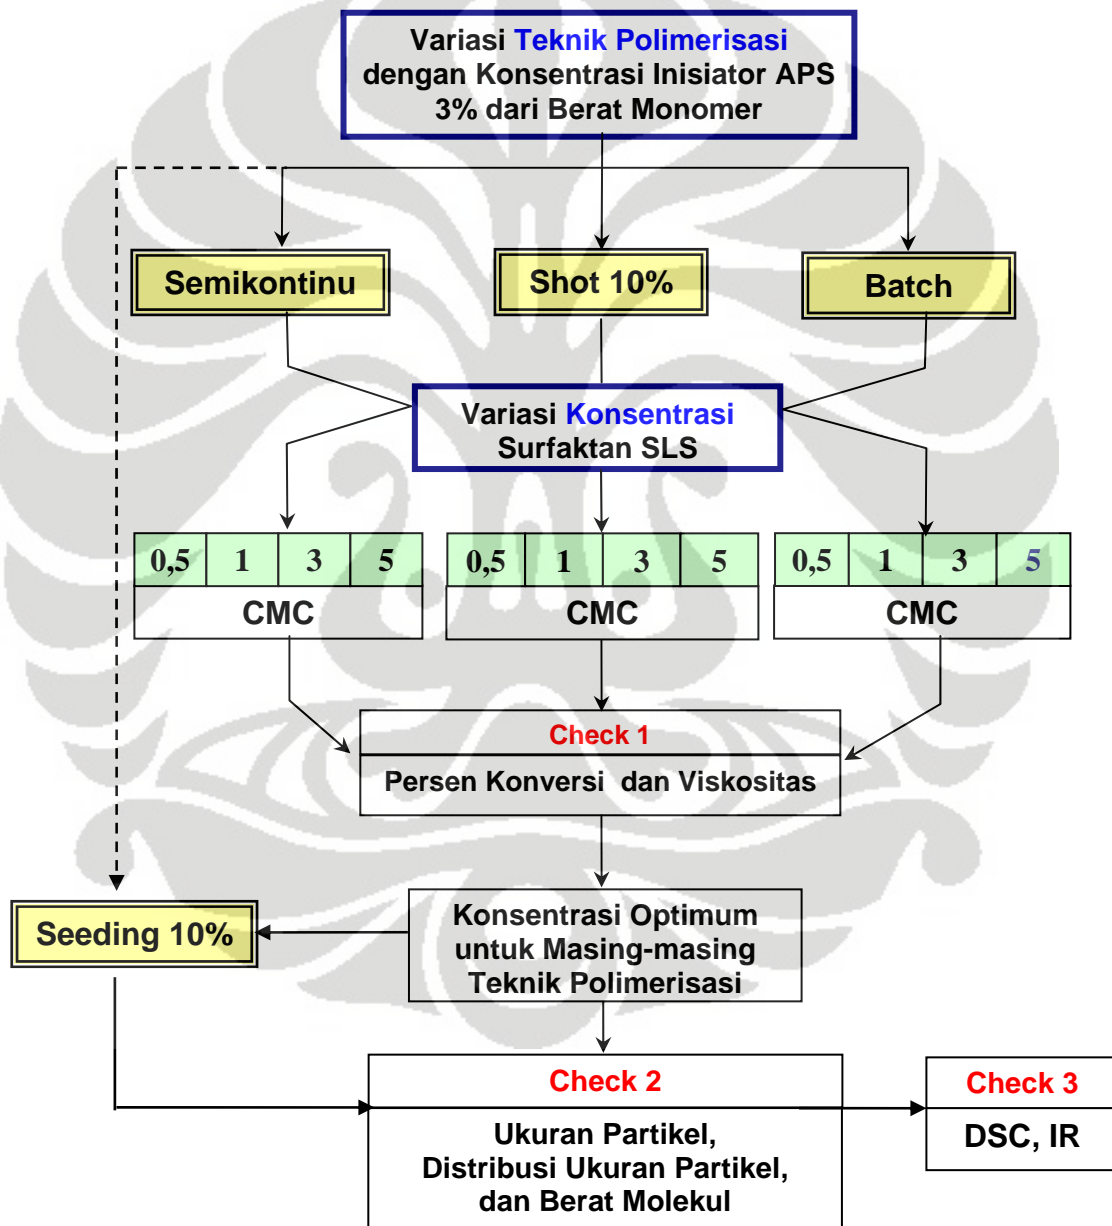 Variasi Teknik Polimerisasi
dengan Konsentrasi Inisiator APS
3% dari Berat Monomer
Semikontinu
Shot 10%
Batch
Variasi Konsentrasi
Surfaktan SLS
0,5 1 3 5
CMC
0,5 1 3 5
CMC
0,5 1 3 5
CMC
Check 1
Persen Konversi dan Viskositas
Seeding 10%
Konsentrasi Optimum
untuk Masing-masing
Teknik Polimerisasi
Check 2
Ukuran Partikel,
Distribusi Ukuran Partikel,
dan Berat Molekul
Check 3
DSC, IR